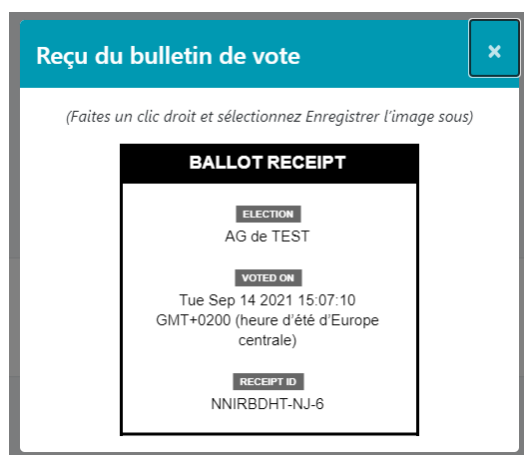 Reçu du bulletin de vote
×
(Faites un clic droit et sélectionnez Enregistrer l'image sous)
BALLOT RECEIPT
ELECTION
AG de TEST
VOTED ON
Tue Sep 14 2021 15:07:10
GMT+0200 (heure d'été d'Europe
centrale)
RECEIPT ID
NNIRBDHT-NJ-6